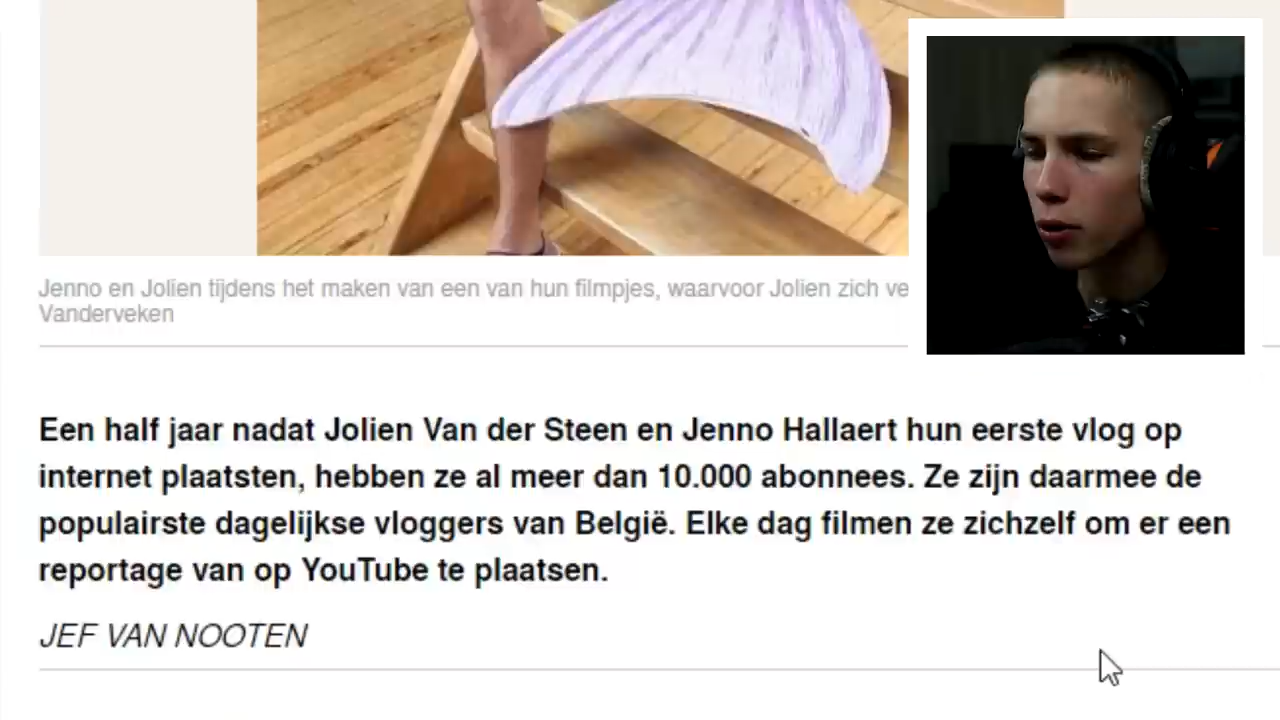 Jenno en Jolien tijdens het maken van een van hun filmpjes, waarvoor Jolien zich
Vanderveken
Een half jaar nadat Jolien Van der Steen en Jenno Hallaert hun eerste vlog op
internet plaatsten, hebben ze al meer dan 10.000 abonnees. Ze zijn daarmee de
populairste dagelijkse vloggers van België. Elke dag filmen ze zichzelf om er een
reportage van op YouTube te plaatsen.
JEF VAN NOOTEN